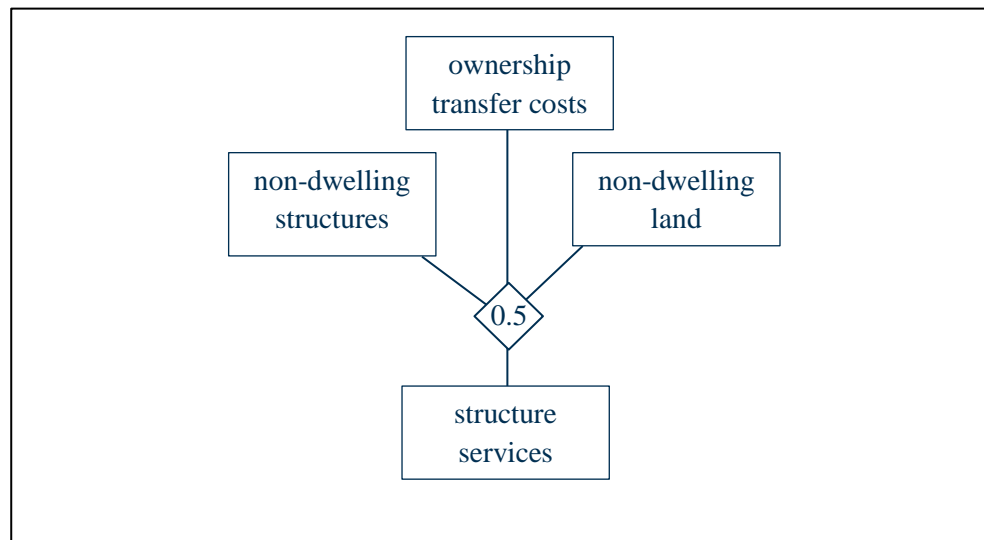 ownership
transfer costs
non-dwelling
structures
non-dwelling
land
0.5
structure
services